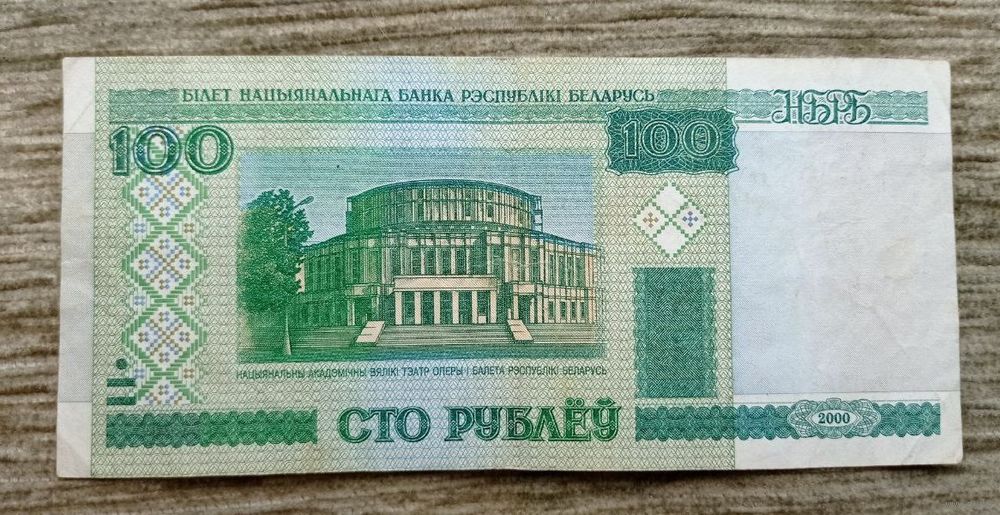 БІЛЕТ НАЦЫЯНАЛЬНАГА БАНКА РЭСПУБЛІКІ БЕЛАРУСЬ
НБРБ
100
100
НАЦЫЯНАЛЬНЫ АКАДЭМІЧНЫ ВЯЛІКІ ТЭАТР ОПЕРЫ І БАЛЕТА РЭСПУБЛІКІ БЕЛАРУСЬ
СТО РУБЛЁЎ
2000